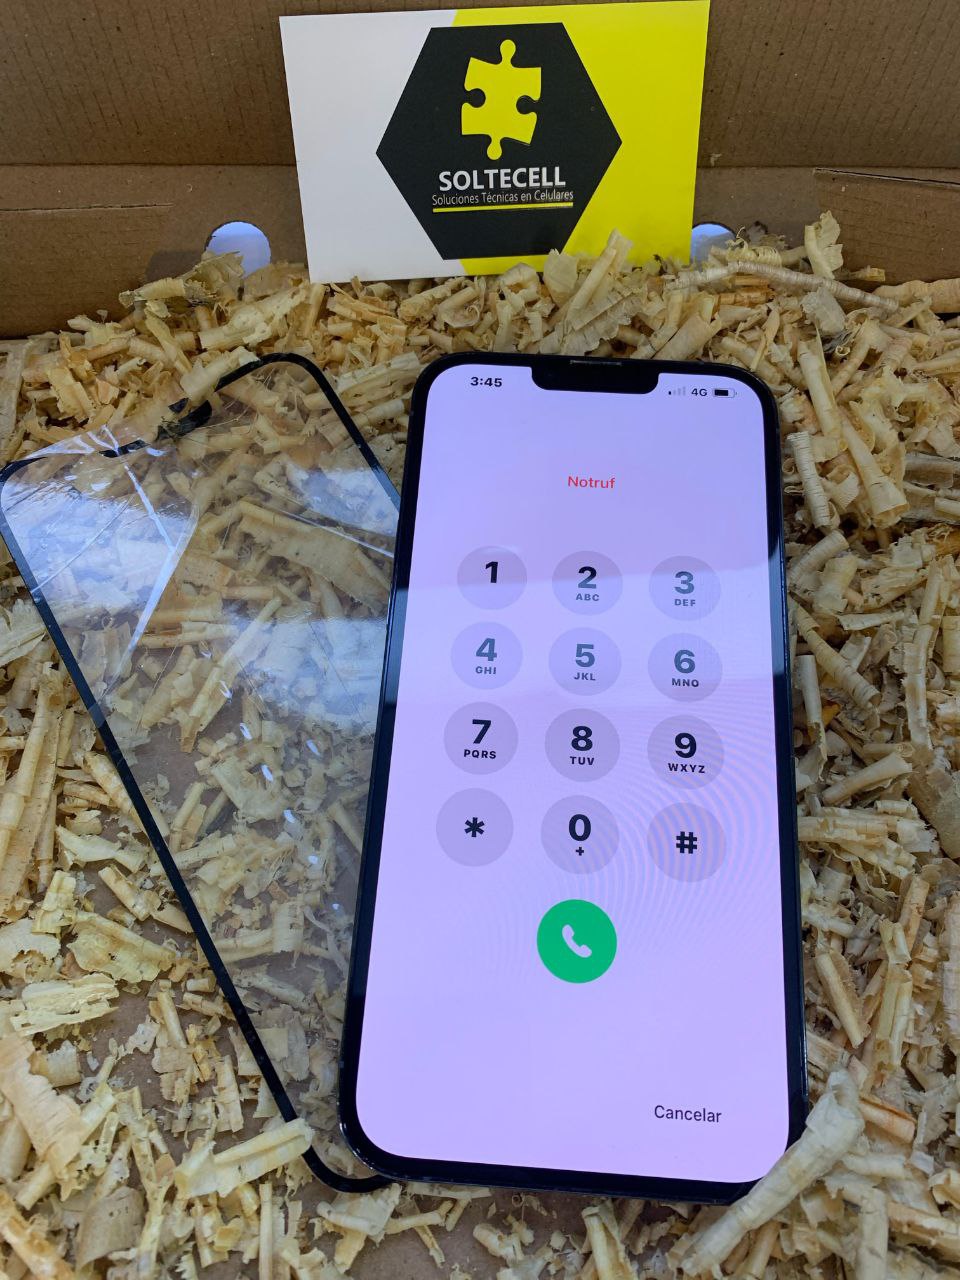 SOLTECELL
Soluciones Técnicas en Celulares
3:45
4G
Notruf
1
2
ABC
3
DEF
4
GHI
5
JKL
6
MNO
7
PQRS
8
TUV
9
WXYZ
*
0
+
#
Cancelar